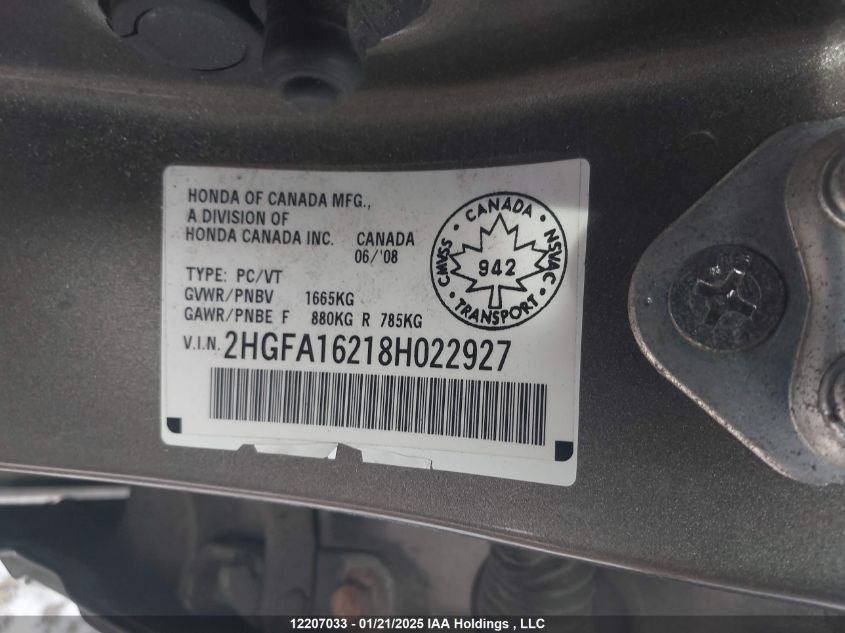 HONDA OF CANADA MFG.,
A DIVISION OF
HONDA CANADA INC. CANADA
06/'08
TYPE: PC/VT
GVWR/PNBV 1665KG
GAWR/PNBE F 880KG R 785KG
V.I.N. 2HGFA16218H022927
• CANADA •
CMVSS NSVAC
942
• TRANSPORT •
12207033 - 01/21/2025 IAA Holdings , LLC